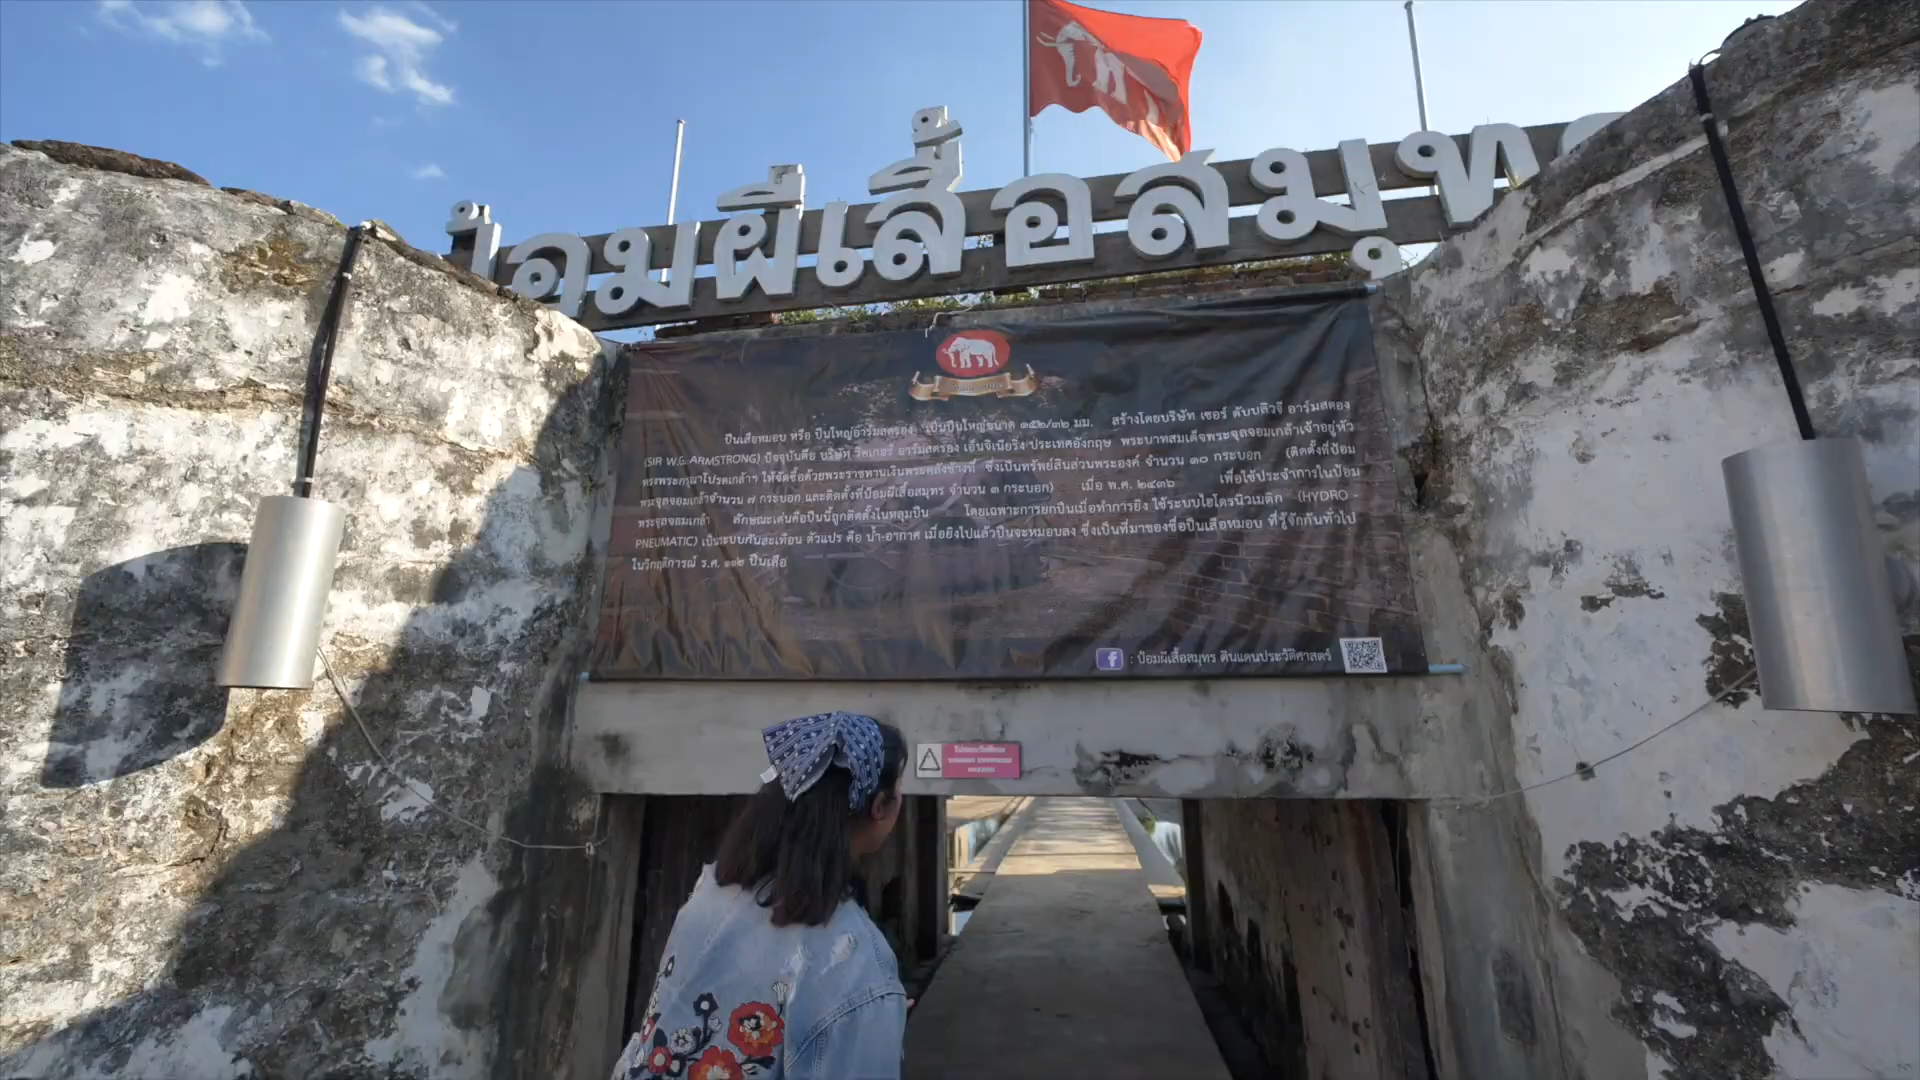 ป้อมผีเสื้อสมุทร
ปืนเสือหมอบ หรือ ปืนใหญ่อาร์มสตรอง เป็นปืนใหญ่ขนาด ๑๕๒/๓๒ มม. สร้างโดยบริษัท เซอร์ ดับบลิวจี อาร์มสตอง
(SIR W.G. ARMSTRONG) ปัจจุบันคือ บริษัท วิคเกอร์ อาร์มสตรอง เอ็นจิเนียริ่ง ประเทศอังกฤษ พระบาทสมเด็จพระจุลจอมเกล้าเจ้าอยู่หัว
ทรงพระกรุณาโปรดเกล้าฯ ให้จัดซื้อด้วยพระราชทานเงินพระคลังข้างที่ ซึ่งเป็นทรัพย์สินส่วนพระองค์ จำนวน ๑๐ กระบอก (ติดตั้งที่ป้อม
พระจุลจอมเกล้าจำนวน ๗ กระบอก และติดตั้งที่ป้อมผีเสื้อสมุทร จำนวน ๓ กระบอก) เมื่อ พ.ศ. ๒๔๓๖ เพื่อใช้ประจำการในป้อม
พระจุลจอมเกล้า ลักษณะเด่นคือปืนนี้ถูกติดตั้งในหลุมปืน โดยเฉพาะการยกปืนเมื่อทำการยิง ใช้ระบบไฮโดรนิวเมติก (HYDRO -
PNEUMATIC) เป็นระบบกันสะเทือน ตัวแปร คือ น้ำ-อากาศ เมื่อยิงไปแล้วปืนจะหมอบลง ซึ่งเป็นที่มาของชื่อปืนเสือหมอบ ที่รู้จักกันทั่วไป
ในวิกฤติการณ์ ร.ศ. ๑๑๒ ปืนเสือ
: ป้อมผีเสื้อสมุทร ดินแดนประวัติศาสตร์